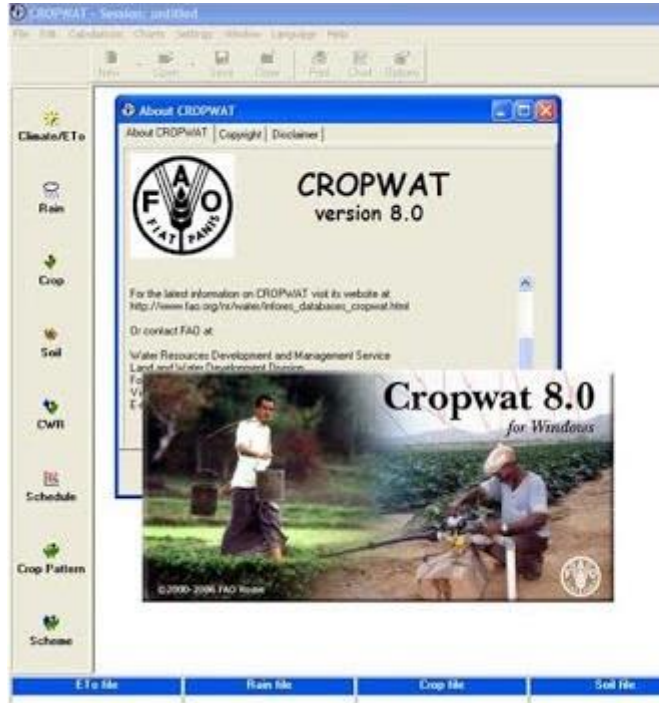 CROPWAT - Session: untitled
File Edit Calculations Charts Settings Window Language Help
New Open Save Close Print Chart Options
About CROPWAT
About CROPWAT Copyright Disclaimer
Climate/ETo
Rain
Crop
Soil
CWR
Schedule
Crop Pattern
Scheme
FAO
FIAT PANIS
CROPWAT
version 8.0
For the latest information on CROPWAT visit its website at
http://www.fao.org/nr/water/infores_databases_cropwat.html
Or contact FAO at:
Water Resources Development and Management Service
Land and Water Development Division
Cropwat 8.0
for Windows
©2000-2006 FAO Rome
ETo file
Rain file
Crop file
Soil file